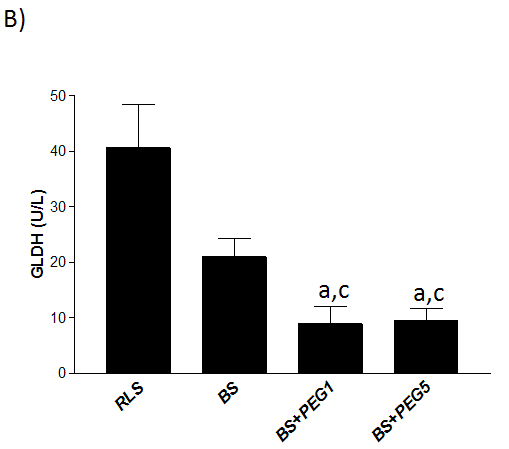 B)
50
40
30
20
10
0
GLDH (U/L)
a,c
a,c
RLS
BS
BS+PEG1
BS+PEG5